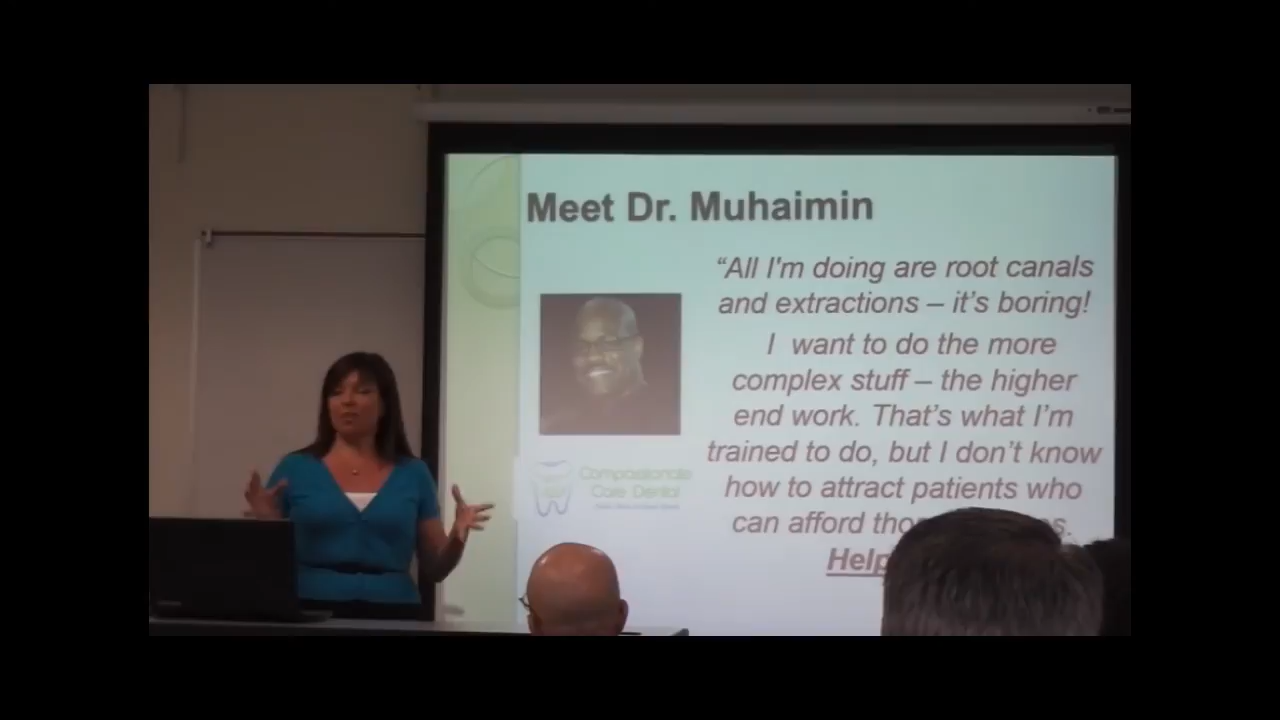 Meet Dr. Muhaimin
“All I'm doing are root canals
and extractions – it’s boring!
I want to do the more
complex stuff – the higher
end work. That’s what I’m
trained to do, but I don’t know
how to attract patients who
can afford
Help
Compassionate
Care Dental